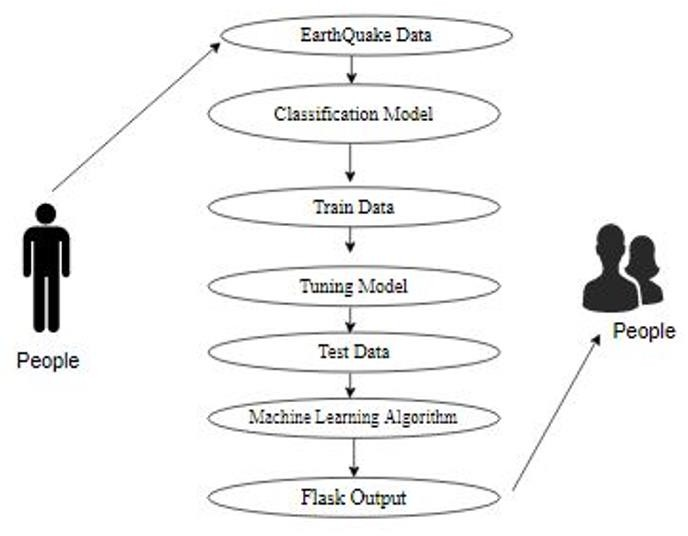 EarthQuake Data
Classification Model
Train Data
Tuning Model
Test Data
Machine Learning Algorithm
Flask Output
People
People